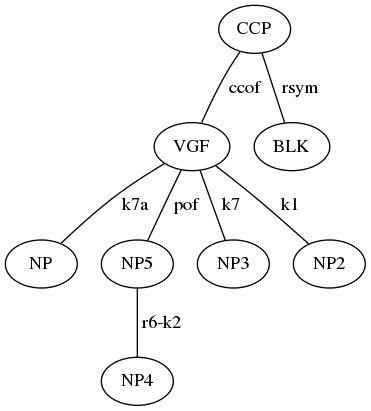 CCP
ccof rsym
VGF BLK
k7a pof k7 k1
NP NP5 NP3 NP2
r6-k2
NP4